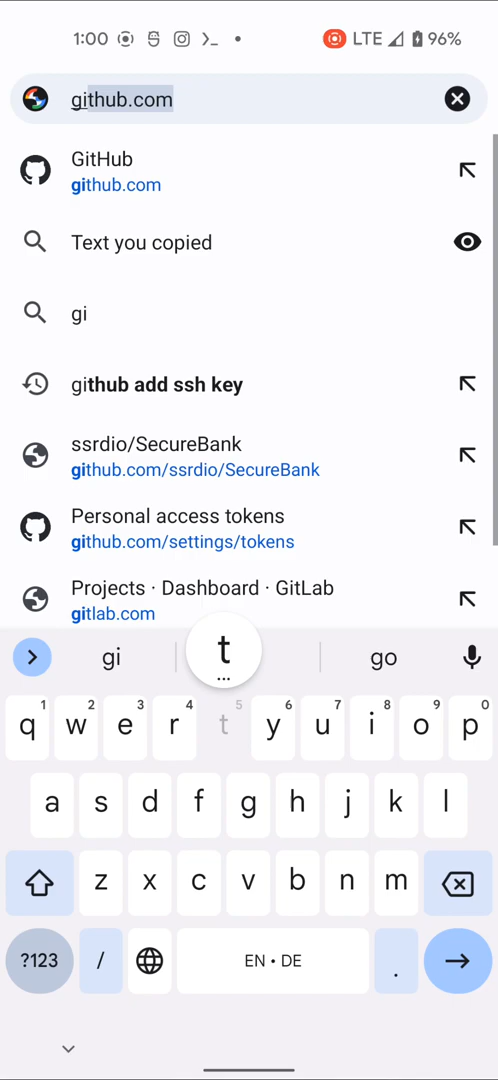 1:00 LTE 96%
github.com
GitHub
github.com
Text you copied
gi
github add ssh key
ssrdio/SecureBank
github.com/ssrdio/SecureBank
Personal access tokens
github.com/settings/tokens
Projects · Dashboard · GitLab
gitlab.com
gi t go
...
1 2 3 4 5 6 7 8 9 0
q w e r t y u i o p
a s d f g h j k l
z x c v b n m
?123 / EN • DE .